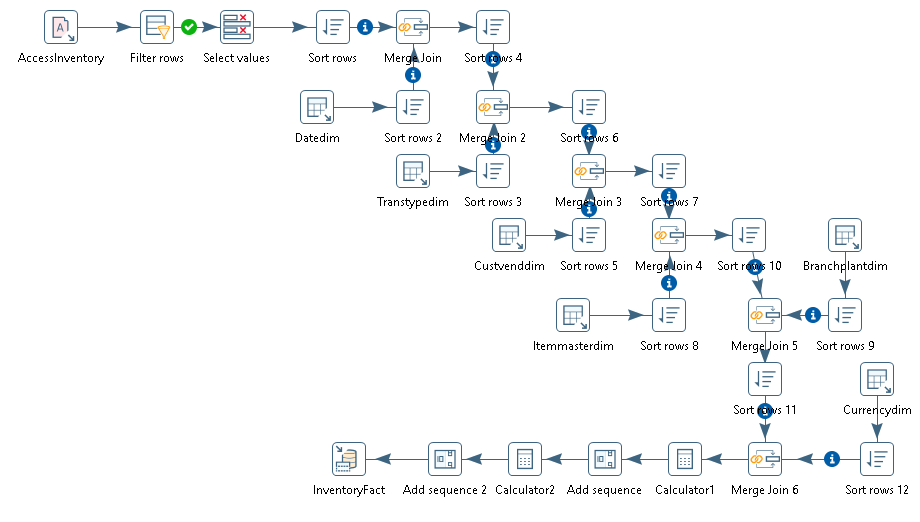 AccessInventory
Filter rows
Select values
Sort rows
Merge Join
Sort rows 4
Datedim
Sort rows 2
Merge Join 2
Sort rows 6
Transtypedim
Sort rows 3
Merge Join 3
Sort rows 7
Custvenddim
Sort rows 5
Merge Join 4
Sort rows 10
Branchplantdim
Itemmasterdim
Sort rows 8
Merge Join 5
Sort rows 9
Sort rows 11
Currencydim
InventoryFact
Add sequence 2
Calculator2
Add sequence
Calculator1
Merge Join 6
Sort rows 12